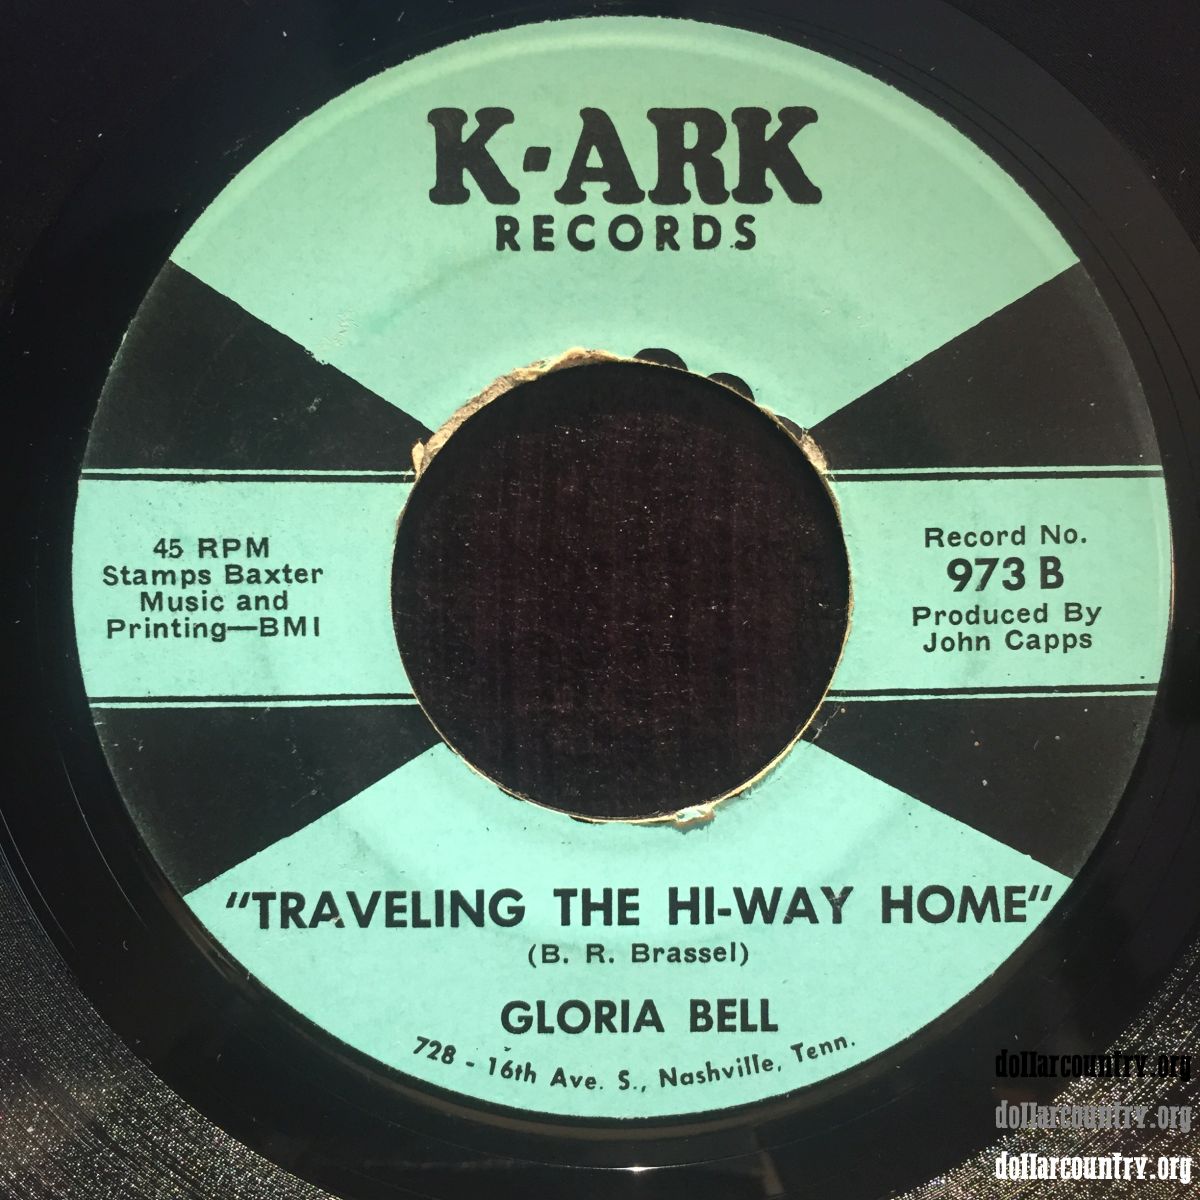 K-ARK
RECORDS
45 RPM
Stamps Baxter
Music and
Printing—BMI
Record No.
973 B
Produced By
John Capps
"TRAVELING THE HI-WAY HOME"
(B. R. Brassel)
GLORIA BELL
728 - 16th Ave. S., Nashville, Tenn.
dollarcountry.org
dollarcountry.org
dollarcountry.org